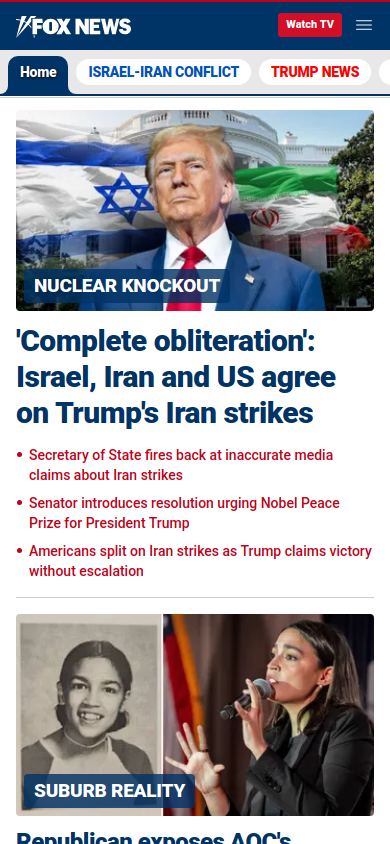 FOX NEWS
Watch TV
Home
ISRAEL-IRAN CONFLICT
TRUMP NEWS
NUCLEAR KNOCKOUT
'Complete obliteration':
Israel, Iran and US agree
on Trump's Iran strikes
• Secretary of State fires back at inaccurate media
claims about Iran strikes
• Senator introduces resolution urging Nobel Peace
Prize for President Trump
• Americans split on Iran strikes as Trump claims victory
without escalation
SUBURB REALITY
Republican exposes AOC's